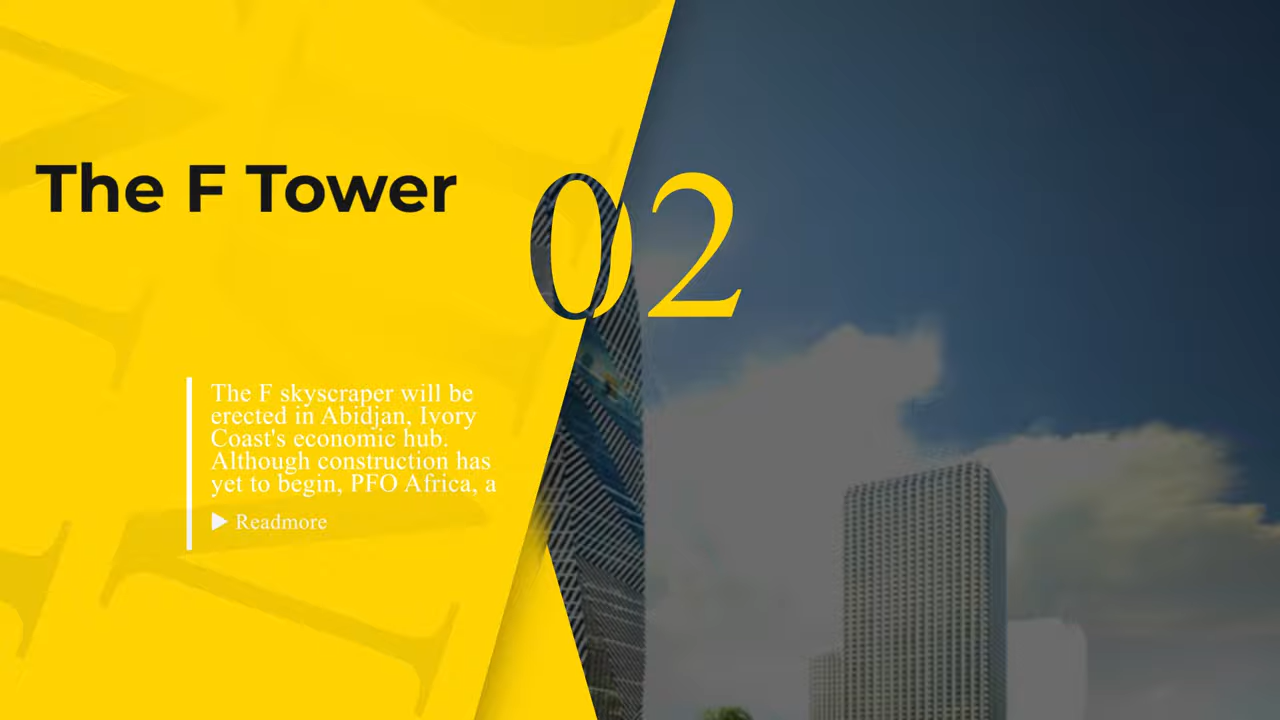 The F Tower
02
The F skyscraper will be
erected in Abidjan, Ivory
Coast's economic hub.
Although construction has
yet to begin, PFO Africa, a
Readmore